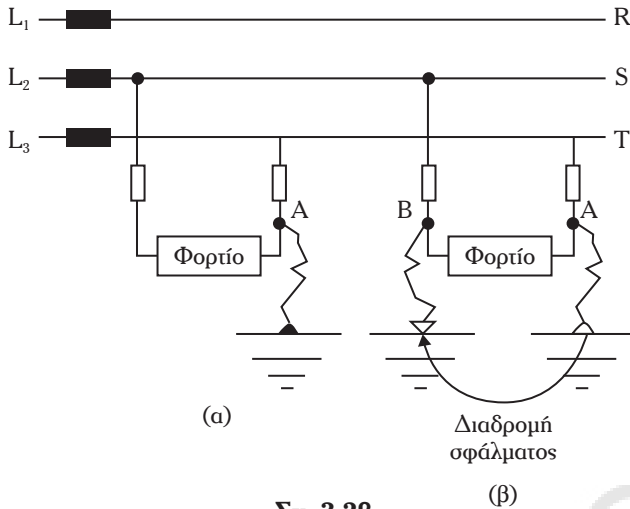 L₁ R
L₂ S
L₃ T
A B A
Φορτίο Φορτίο
(α)
Διαδρομή
σφάλματος
(β)